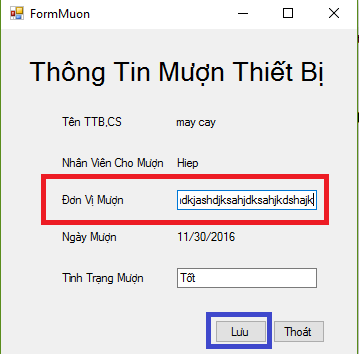 FormMuon
Thông Tin Mượn Thiết Bị
Tên TTB,CS may cay
Nhân Viên Cho Mượn Hiep
Đơn Vị Mượn ıdkjashdjksahjdksahjkdshajk
Ngày Mượn 11/30/2016
Tình Trạng Mượn Tốt
Lưu Thoát